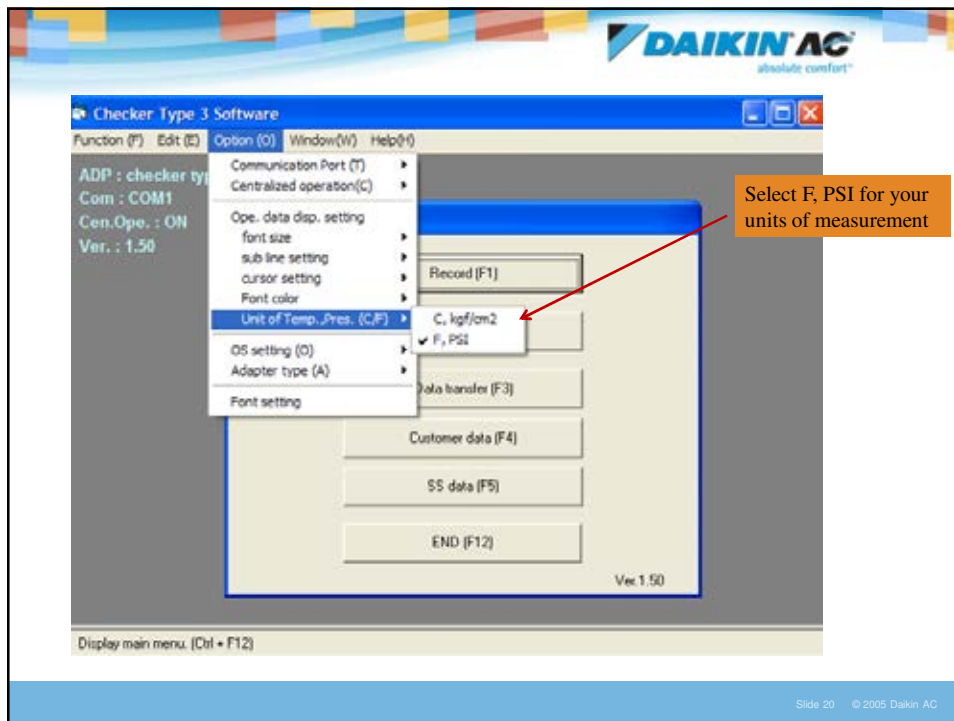 DAIKIN AC
absolute comfort™
Checker Type 3 Software
Function (F) Edit (E) Option (O) Window(W) Help(H)
ADP : checker typ
Com : COM1
Cen.Ope. : ON
Ver. : 1.50
Communication Port (T)
Centralized operation(C)
Ope. data disp. setting
font size
sub line setting
cursor setting
Font color
Unit of Temp.,Pres. (C/F)
OS setting (O)
Adapter type (A)
Font setting
C, kgf/cm2
F, PSI
Select F, PSI for your
units of measurement
Record (F1)
Data transfer (F3)
Customer data (F4)
SS data (F5)
END (F12)
Ver.1.50
Display main menu. (Ctrl + F12)
Slide 20 © 2005 Daikin AC